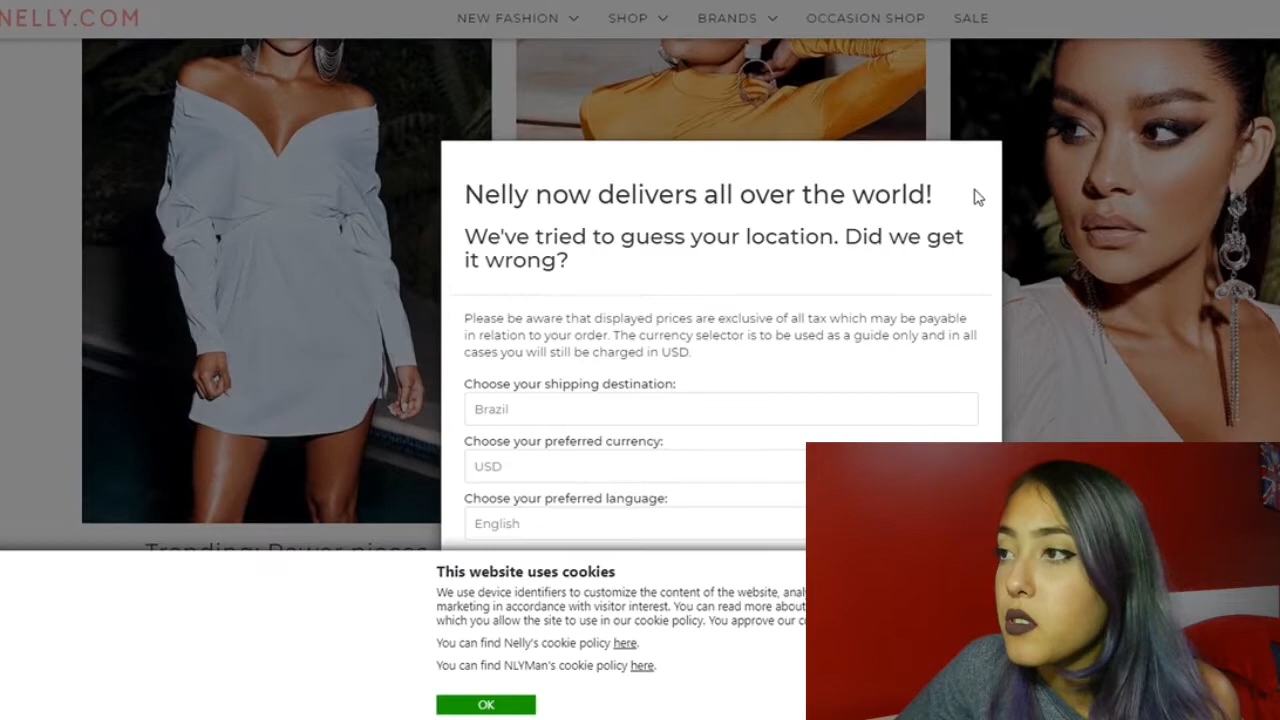 NELLY.COM
NEW FASHION SHOP BRANDS OCCASION SHOP SALE
Nelly now delivers all over the world!
We've tried to guess your location. Did we get
it wrong?
Please be aware that displayed prices are exclusive of all tax which may be payable
in relation to your order. The currency selector is to be used as a guide only and in all
cases you will still be charged in USD.
Choose your shipping destination:
Brazil
Choose your preferred currency:
USD
Choose your preferred language:
English
Trending: Power pieces
This website uses cookies
We use device identifiers to customize the content of the website,
marketing in accordance with visitor interest. You can read more about
which you allow the site to use in our cookie policy. You approve our
You can find Nelly's cookie policy here.
You can find NLYMan's cookie policy here.
OK